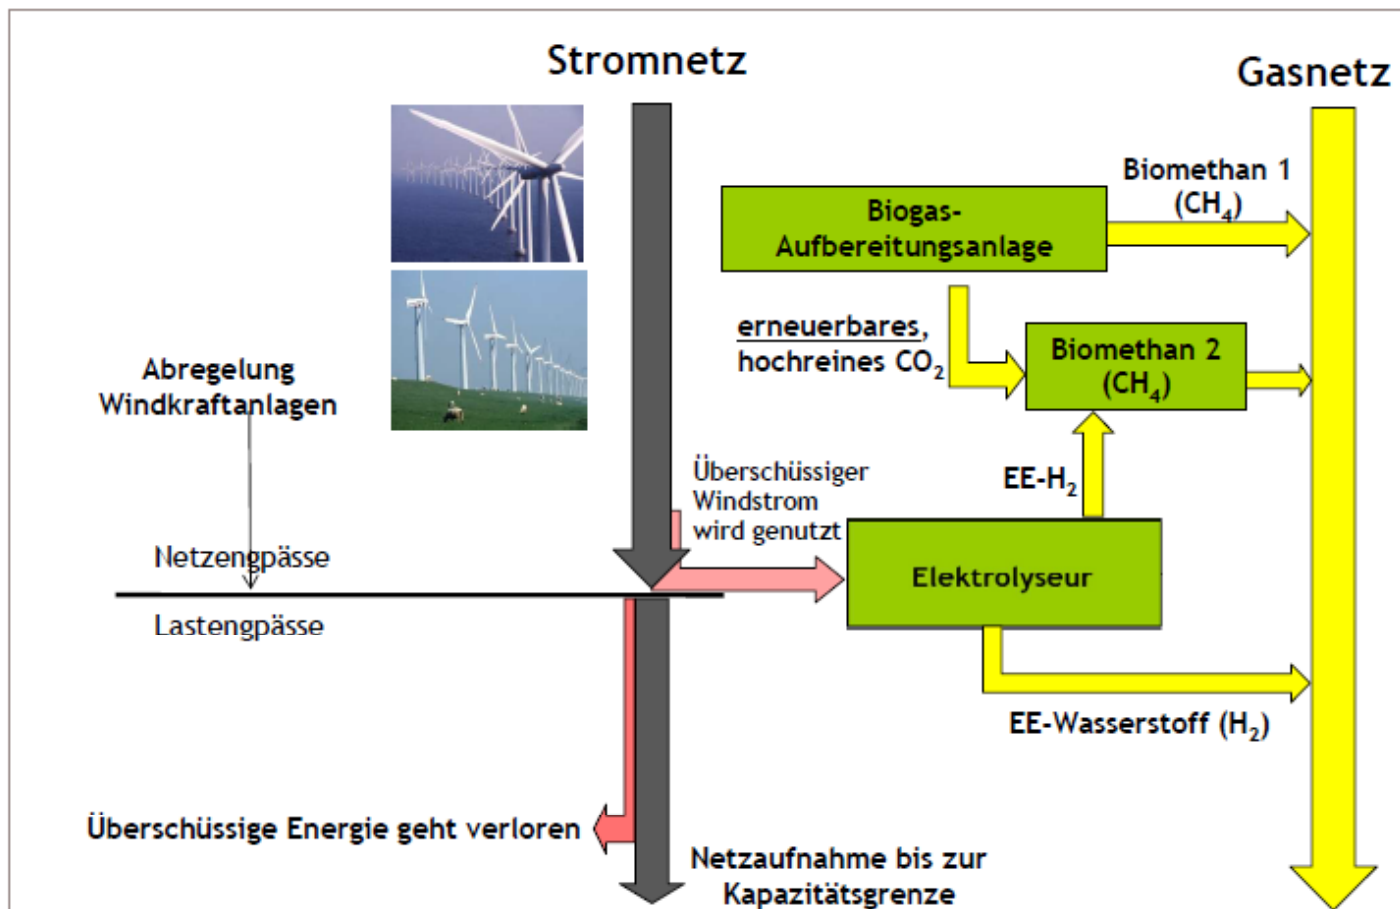 Stromnetz
Gasnetz
Biomethan 1
(CH₄)
Biogas-
Aufbereitungsanlage
erneuerbares,
hochreines CO₂
Biomethan 2
(CH₄)
Abregelung
Windkraftanlagen
Überschüssiger
Windstrom
wird genutzt
EE-H₂
Netzengpässe
Elektrolyseur
Lastengpässe
EE-Wasserstoff (H₂)
Überschüssige Energie geht verloren
Netzaufnahme bis zur
Kapazitätsgrenze